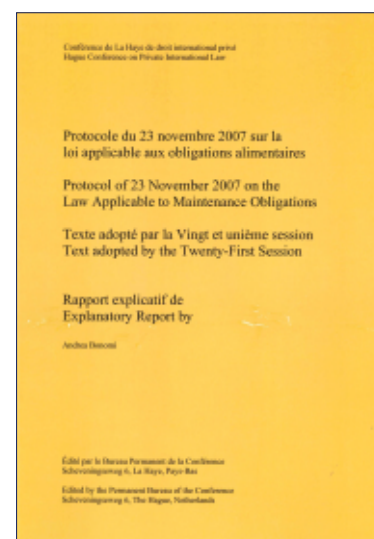 Conférence de La Haye de droit international privé
Hague Conference on Private International Law
Protocole du 23 novembre 2007 sur la
loi applicable aux obligations alimentaires
Protocol of 23 November 2007 on the
Law Applicable to Maintenance Obligations
Texte adopté par la Vingt et unième session
Text adopted by the Twenty-First Session
Rapport explicatif de
Explanatory Report by
Andrea Bonomi
Édité par le Bureau Permanent de la Conférence
Scheveningseweg 6, La Haye, Pays-Bas
Edited by the Permanent Bureau of the Conference
Scheveningseweg 6, The Hague, Netherlands